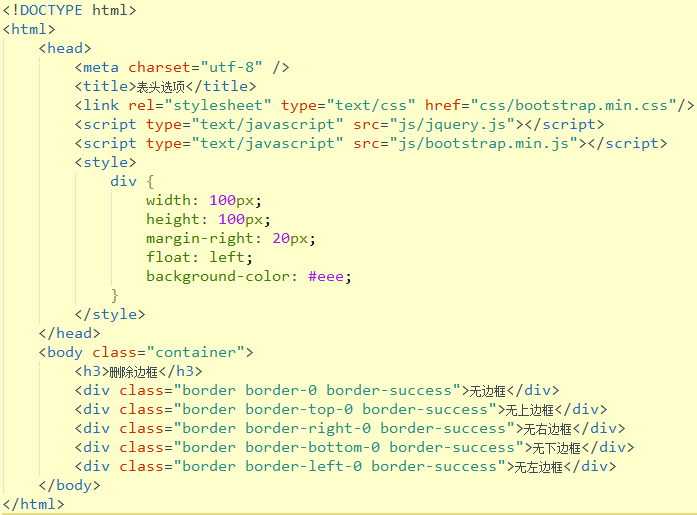 <!DOCTYPE html>
<html>
<head>
<meta charset="utf-8" />
<title>表头选项</title>
<link rel="stylesheet" type="text/css" href="css/bootstrap.min.css"/>
<script type="text/javascript" src="js/jquery.js"></script>
<script type="text/javascript" src="js/bootstrap.min.js"></script>
<style>
div {
width: 100px;
height: 100px;
margin-right: 20px;
float: left;
background-color: #eee;
}
</style>
</head>
<body class="container">
<h3>删除边框</h3>
<div class="border border-0 border-success">无边框</div>
<div class="border border-top-0 border-success">无上边框</div>
<div class="border border-right-0 border-success">无右边框</div>
<div class="border border-bottom-0 border-success">无下边框</div>
<div class="border border-left-0 border-success">无左边框</div>
</body>
</html>